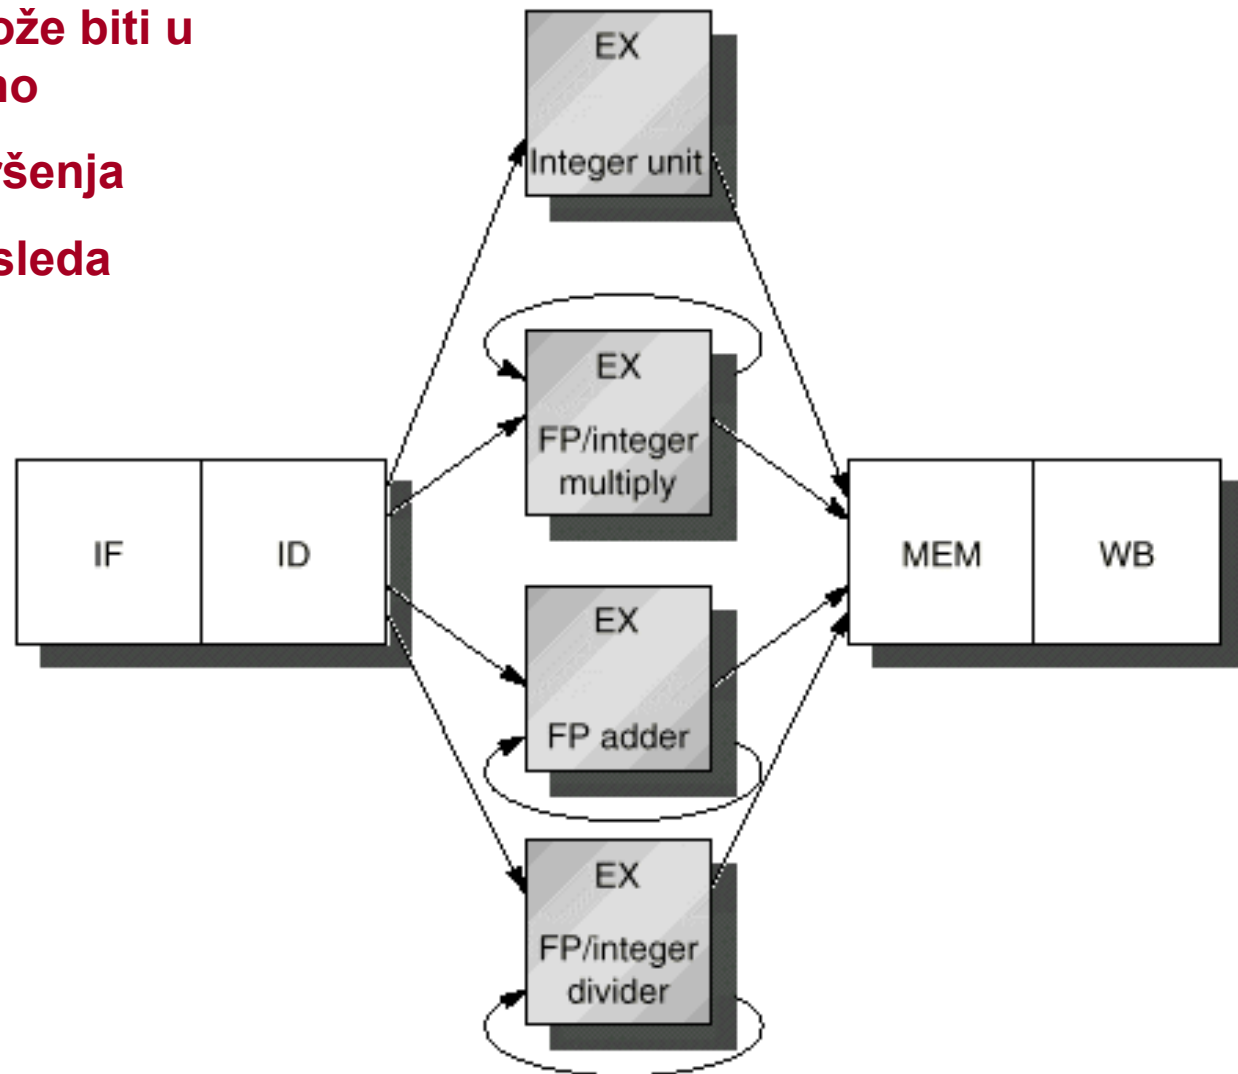 ože biti u
no
ršenja
sleda
EX
Integer unit
EX
FP/integer
multiply
IF
ID
MEM
WB
EX
FP adder
EX
FP/integer
divider